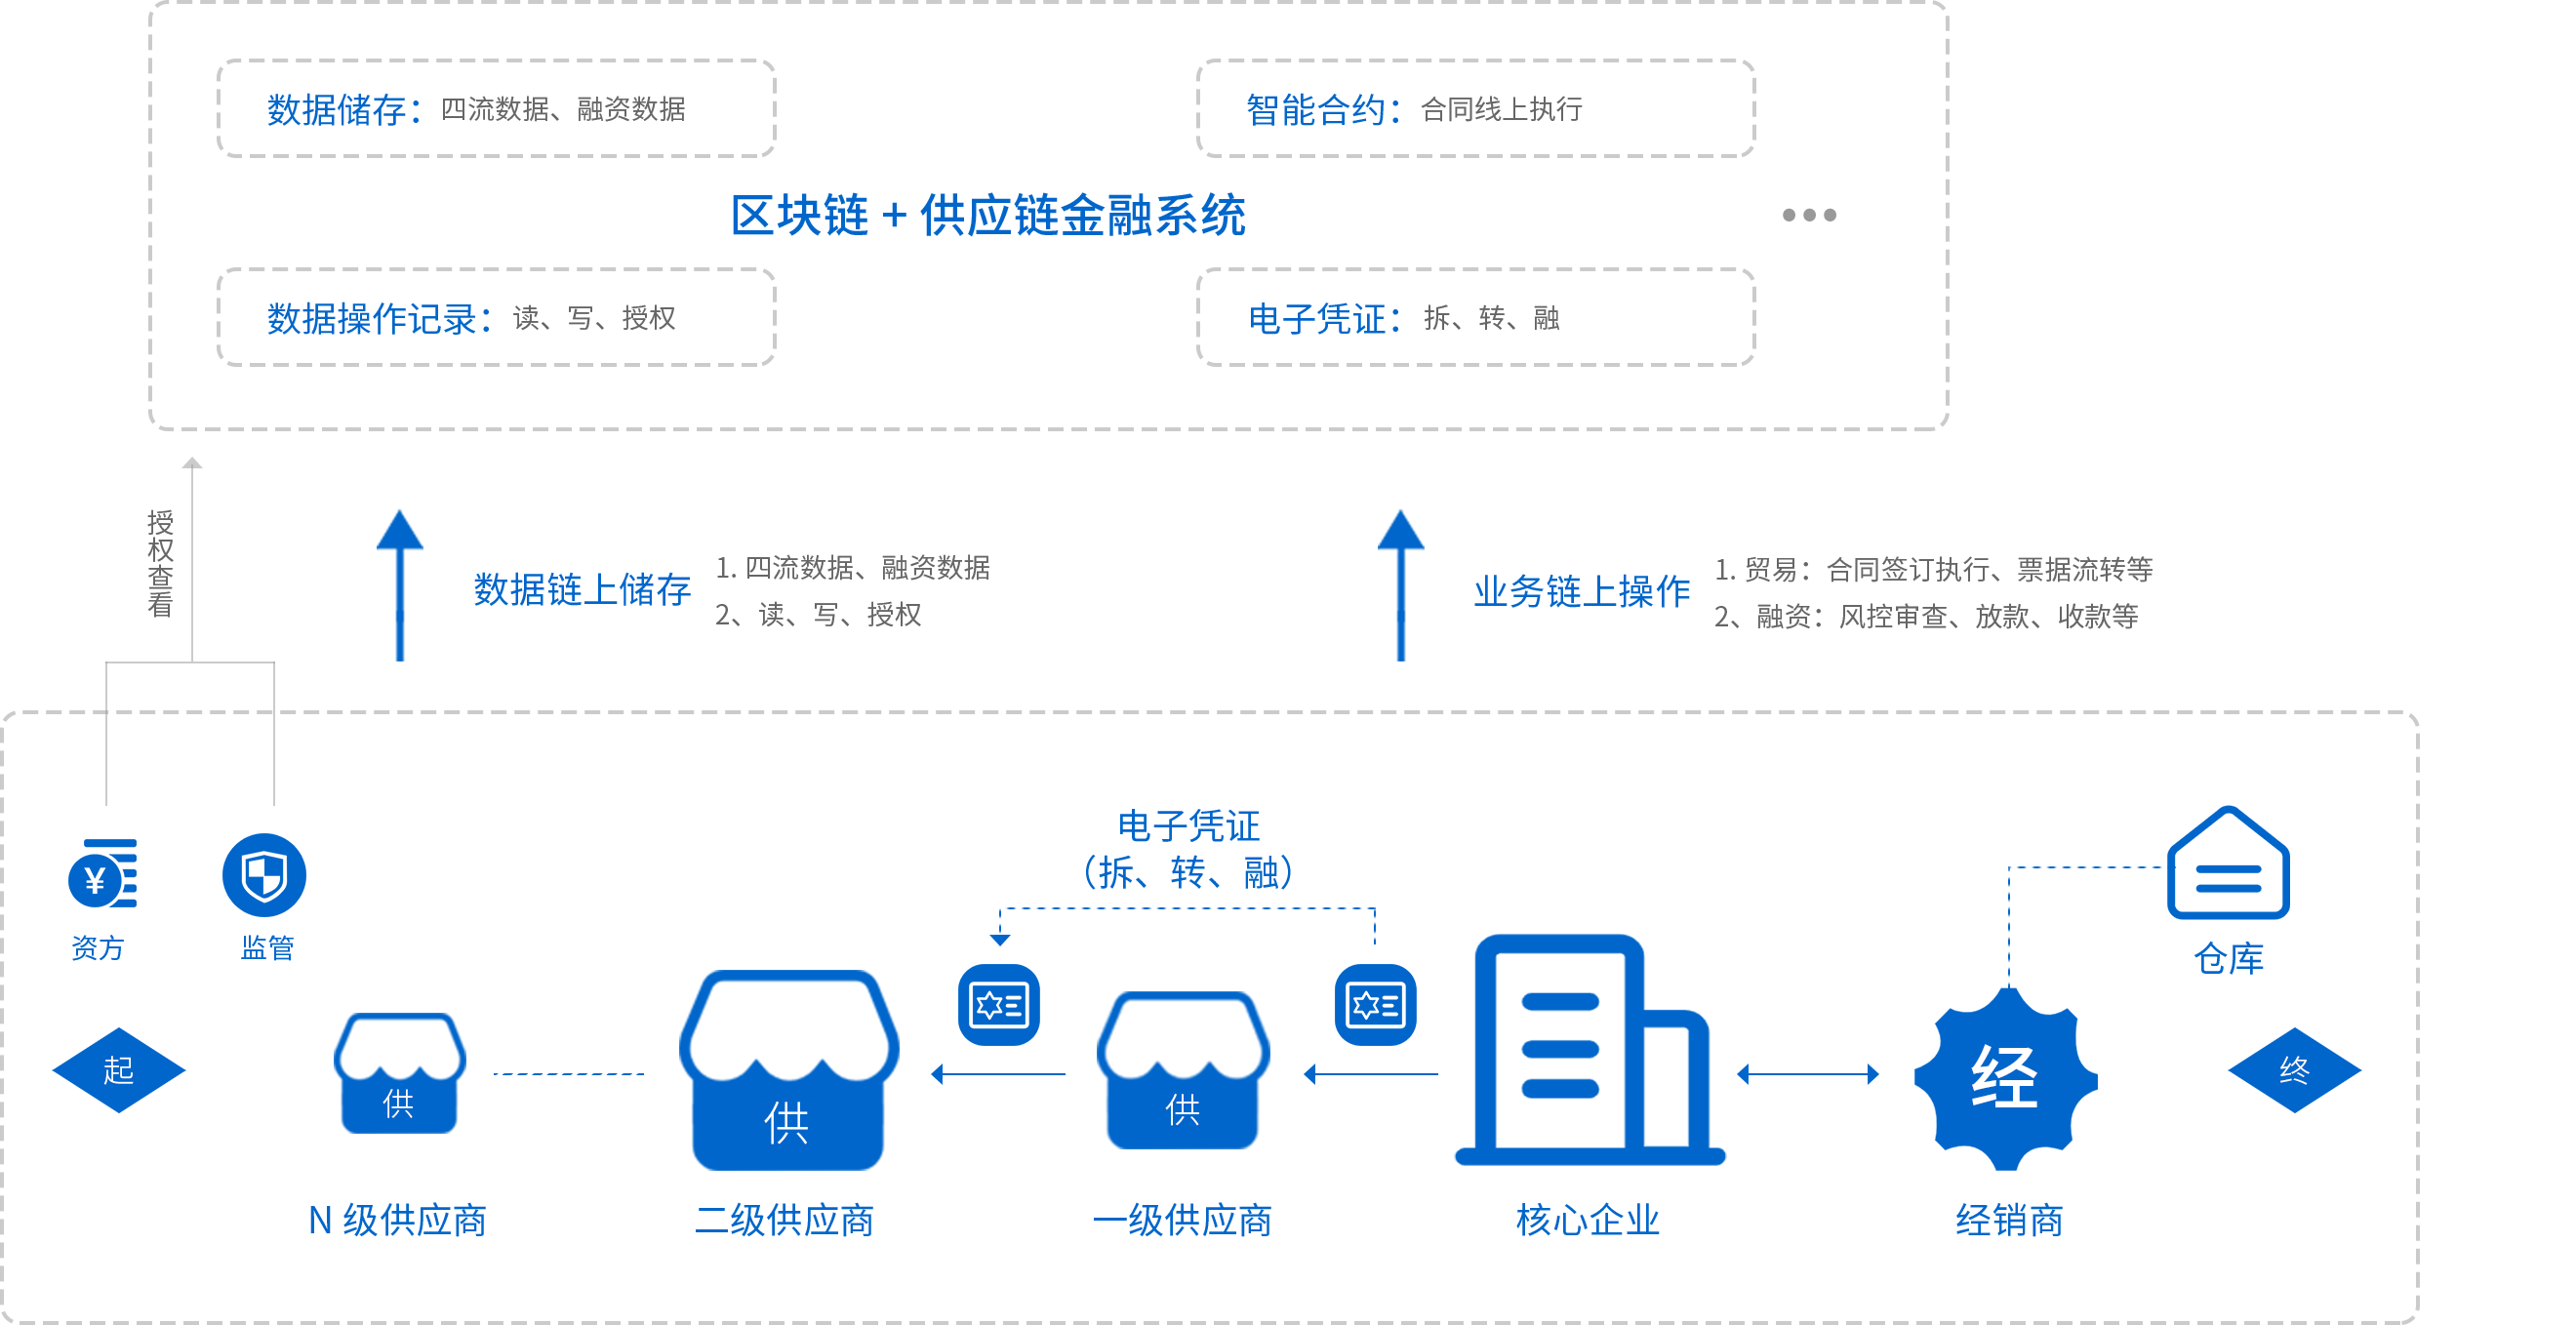 数据储存：四流数据、融资数据
智能合约：合同线上执行
区块链 + 供应链金融系统
数据操作记录：读、写、授权
电子凭证：拆、转、融
授权查看
数据链上储存
1. 四流数据、融资数据
2、读、写、授权
业务链上操作
1. 贸易：合同签订执行、票据流转等
2、融资：风控审查、放款、收款等
电子凭证
（拆、转、融）
¥
资方
监管
仓库
起
供
供
供
经
终
N 级供应商
二级供应商
一级供应商
核心企业
经销商